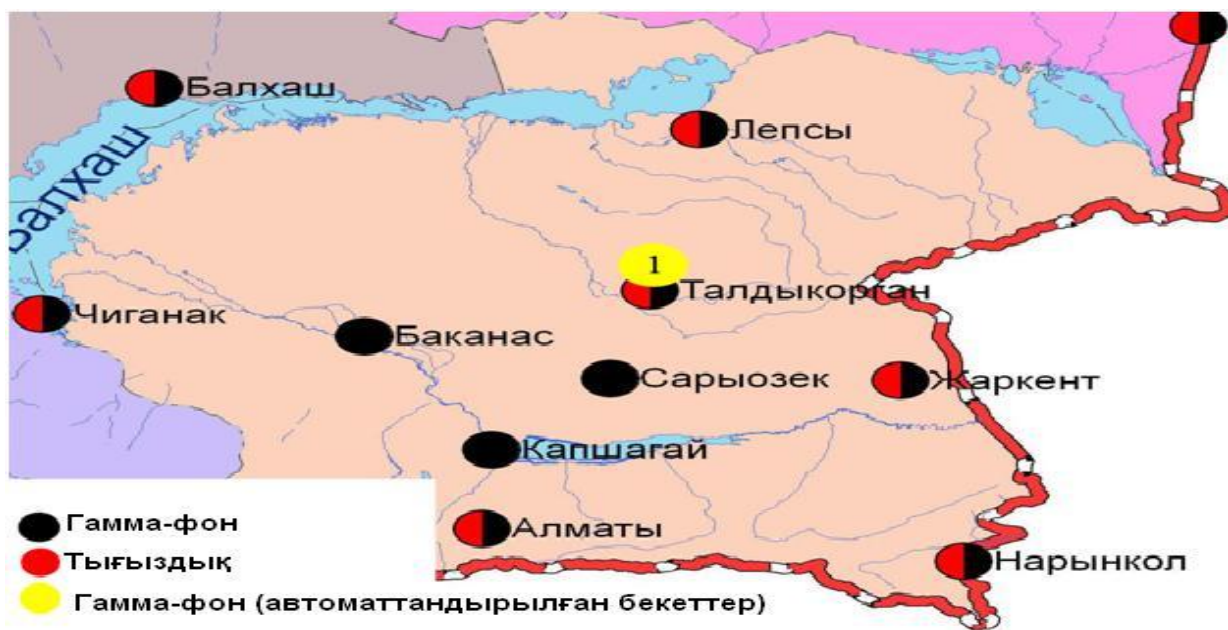 Балхаш
Лепсы
Балхаш
1
Талдыкорган
Чиганак
Баканас
Сарыозек
Жаркент
Капшагай
Гамма-фон
Алматы
Тығыздық
Нарынкол
Гамма-фон (автоматтандырылған бекеттер)